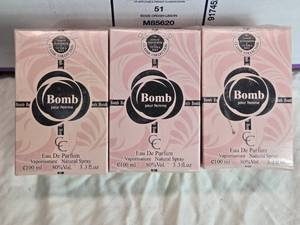 51
M85620
91745
Bomb
pour femme
Eau De Parfum
Vaporisateur Natural Spray
℮100 ml 80%Vol. 3.3 fl.oz
Bomb
pour femme
Eau De Parfum
Vaporisateur Natural Spray
℮100 ml 80%Vol. 3.3 fl.oz
Bomb
pour femme
Eau De Parfum
Vaporisateur Natural Spray
℮100 ml 80%Vol. 3.3 fl.oz